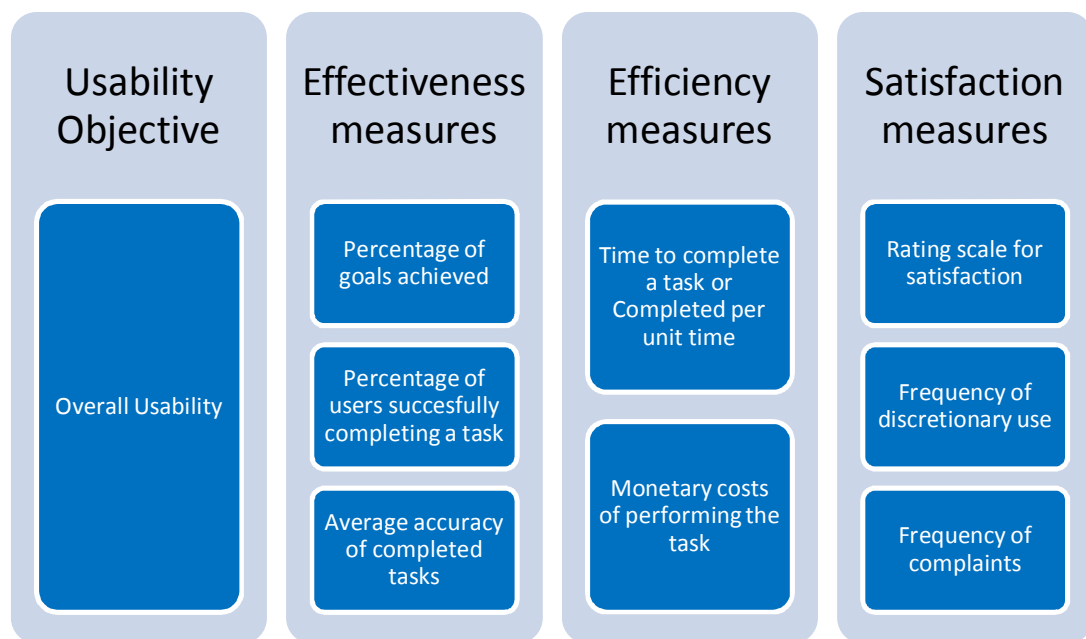 Usability
Objective
Overall Usability
Effectiveness
measures
Percentage of
goals achieved
Percentage of
users succesfully
completing a task
Average accuracy
of completed
tasks
Efficiency
measures
Time to complete
a task or
Completed per
unit time
Monetary costs
of performing the
task
Satisfaction
measures
Rating scale for
satisfaction
Frequency of
discretionary use
Frequency of
complaints